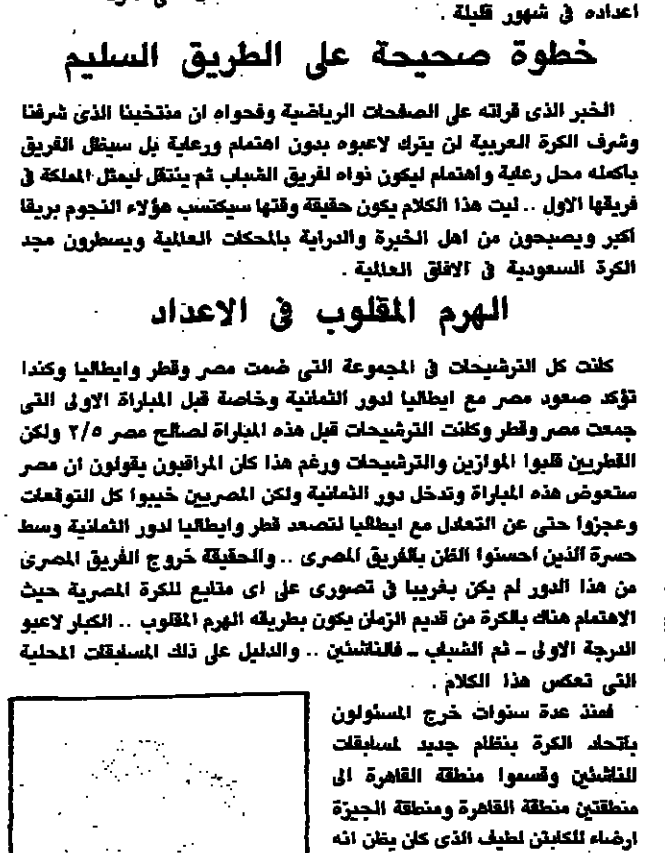 اعداده فى شهور قليلة .
خطوة صحيحة على الطريق السليم
الخبر الذى قراته على الصفحات الرياضية وفحواه ان منتخبنا الذى شرفنا
وشرف الكرة العربية لن يترك لاعبوه بدون اهتمام ورعاية بل سيظل الفريق
باكمله محل رعاية واهتمام ليكون نواه لفريق الشباب ثم ينتقل ليمثل المملكة فى
فريقها الاول .. ليت هذا الكلام يكون حقيقة وقتها سيكتسب هؤلاء النجوم بريقا
أكبر ويصبحون من اهل الخبرة والدراية بالمحكات العالمية ويسطرون مجد
الكرة السعودية فى الافاق العالمية .
الهرم المقلوب فى الاعداد
كانت كل الترشيحات فى المجموعة التى ضمت مصر وقطر وايطاليا وكندا
تؤكد صعود مصر مع ايطاليا لدور الثمانية وخاصة قبل المباراة الاولى التى
جمعت مصر وقطر وكانت الترشيحات قبل هذه المباراة لصالح مصر ٢/٥ ولكن
القطريين قلبوا الموازين والترشيحات ورغم هذا كان المراقبون يقولون ان مصر
ستعوض هذه المباراة وتدخل دور الثمانية ولكن المصريين خيبوا كل التوقعات
وعجزوا حتى عن التعادل مع ايطاليا لتصعد قطر وايطاليا لدور الثمانية وسط
حسرة الذين احسنوا الظن بالفريق المصرى .. والحقيقة خروج الفريق المصرى
من هذا الدور لم يكن بغريبا فى تصورى على اى متابع للكرة المصرية حيث
الاهتمام هناك بالكرة من قديم الزمان يكون بطريقه الهرم المقلوب .. الكبار لاعبو
الدرجة الاولى ــ ثم الشباب ــ فالناشئين .. والدليل على ذلك المسابقات المحلية
التى تعكس هذا الكلام .
فمنذ عدة سنوات خرج المسئولون
باتحاد الكرة بنظام جديد لمسابقات
للناشئين وقسموا منطقة القاهرة الى
منطقتين منطقة القاهرة ومنطقة الجيزة
ارضاء للكابتن لطيف الذى كان يظن انه